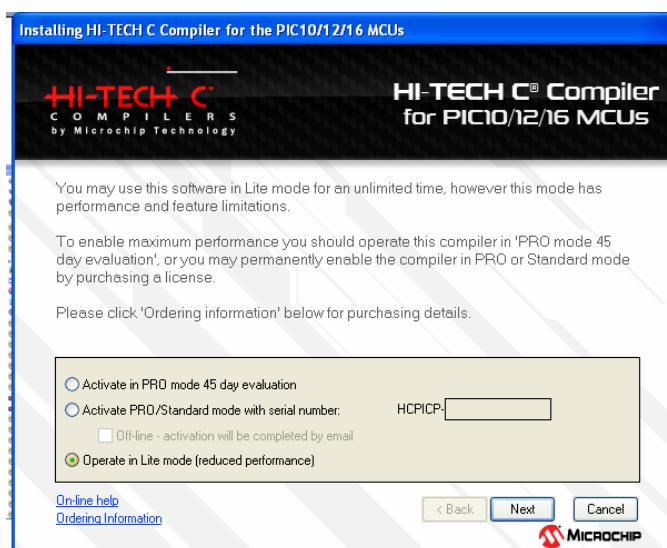 Installing HI-TECH C Compiler for the PIC10/12/16 MCUs
HI-TECH C
COMPILERS
by Microchip Technology
HI-TECH C® Compiler
for PIC10/12/16 MCUs
You may use this software in Lite mode for an unlimited time, however this mode has
performance and feature limitations.
To enable maximum performance you should operate this compiler in 'PRO mode 45
day evaluation', or you may permanently enable the compiler in PRO or Standard mode
by purchasing a license.
Please click 'Ordering information' below for purchasing details.
Activate in PRO mode 45 day evaluation
Activate PRO/Standard mode with serial number: HCPICP-
Off-line - activation will be completed by email
Operate in Lite mode (reduced performance)
On-line help
Ordering Information
< Back Next Cancel
MICROCHIP